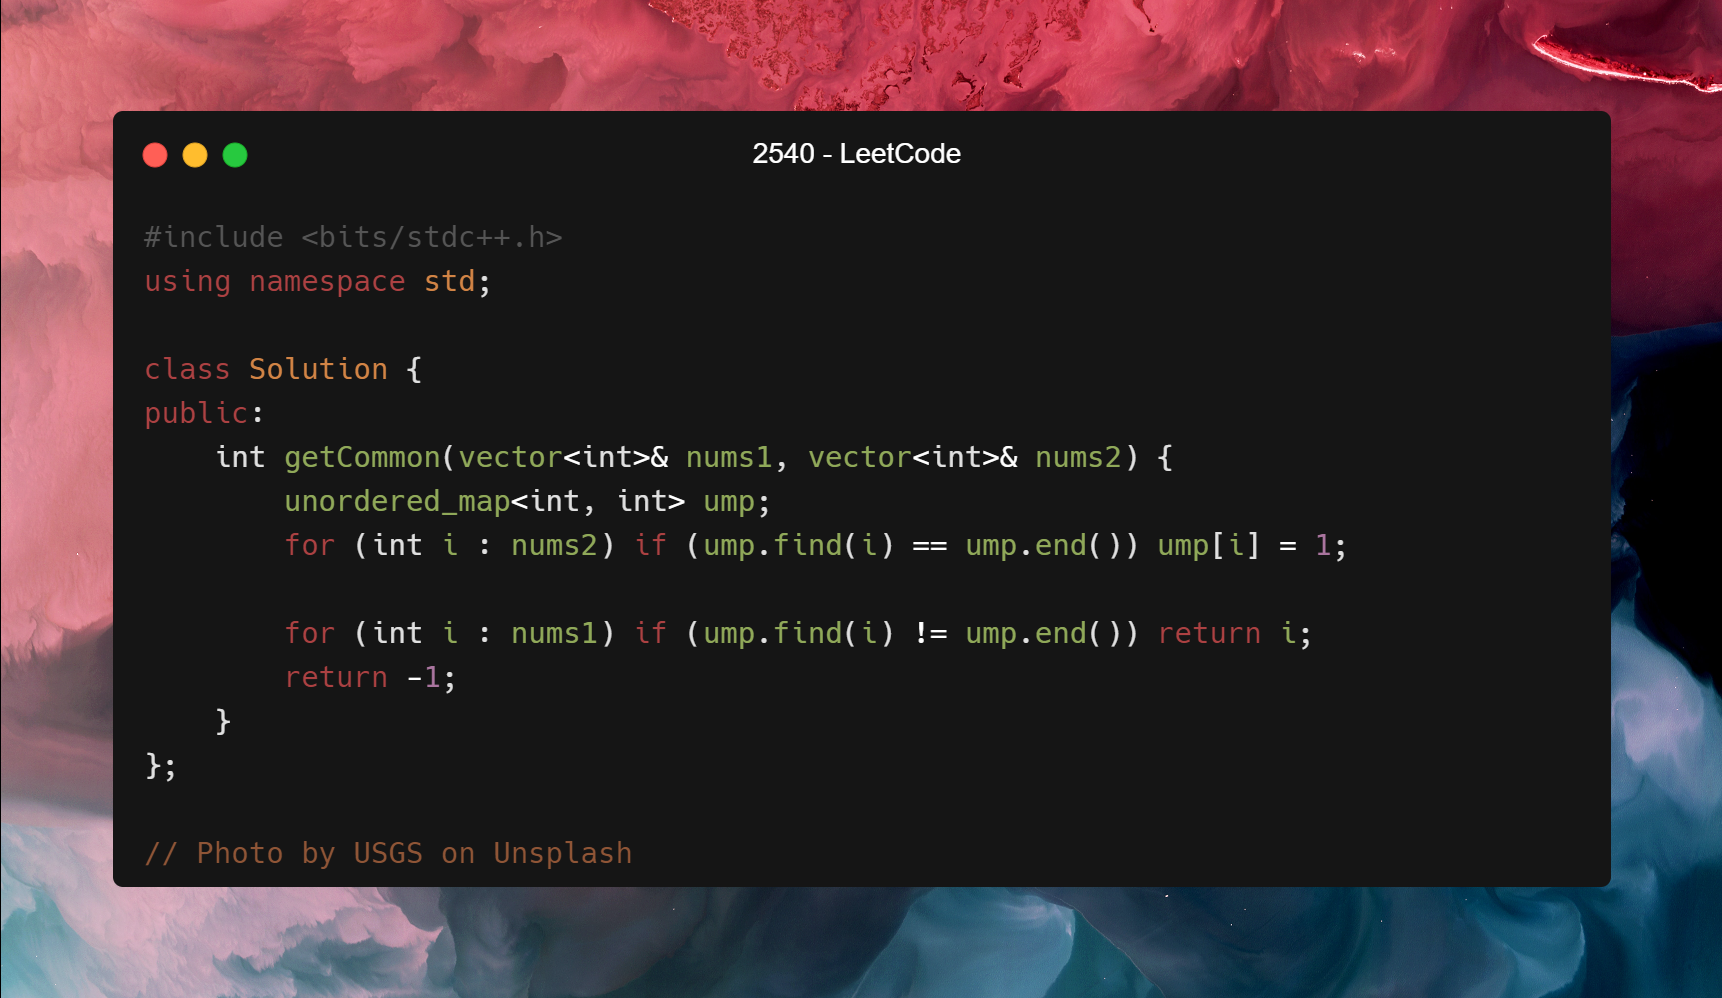 2540 - LeetCode
#include <bits/stdc++.h>
using namespace std;
class Solution {
public:
    int getCommon(vector<int>& nums1, vector<int>& nums2) {
        unordered_map<int, int> ump;
        for (int i : nums2) if (ump.find(i) == ump.end()) ump[i] = 1;
        for (int i : nums1) if (ump.find(i) != ump.end()) return i;
        return -1;
    }
};
// Photo by USGS on Unsplash